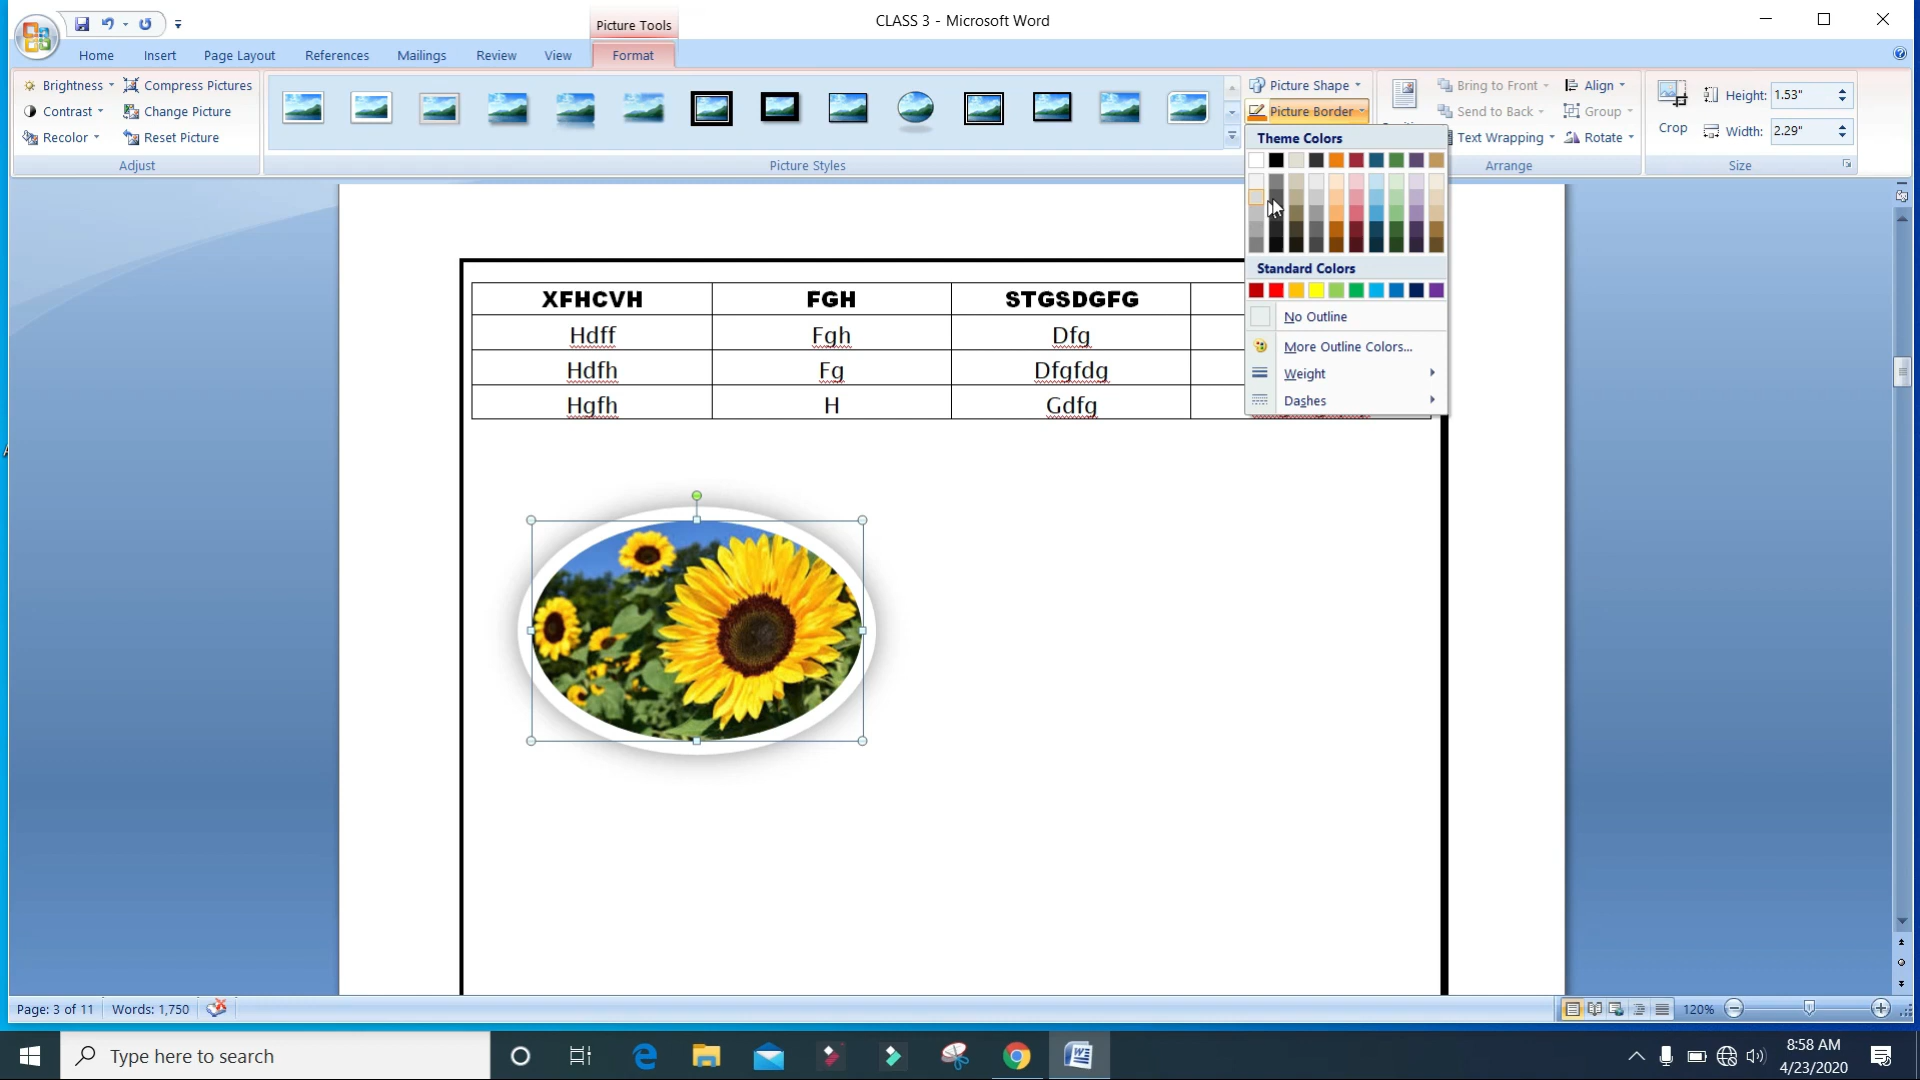 Picture Tools
CLASS 3 - Microsoft Word
Home Insert Page Layout References Mailings Review View Format
Brightness Compress Pictures
Contrast Change Picture
Recolor Reset Picture
Adjust
Picture Styles
Picture Shape
Picture Border
Bring to Front Align
Send to Back Group
Text Wrapping Rotate
Arrange
Crop
Height: 1.53"
Width: 2.29"
Size
Theme Colors
Standard Colors
No Outline
More Outline Colors...
Weight
Dashes
XFHCVH FGH STGSDGFG
Hdff Fgh Dfg
Hdfh Fg Dfgfdg
Hgfh H Gdfg
Page: 3 of 11 Words: 1,750 120%
Type here to search
8:58 AM
4/23/2020